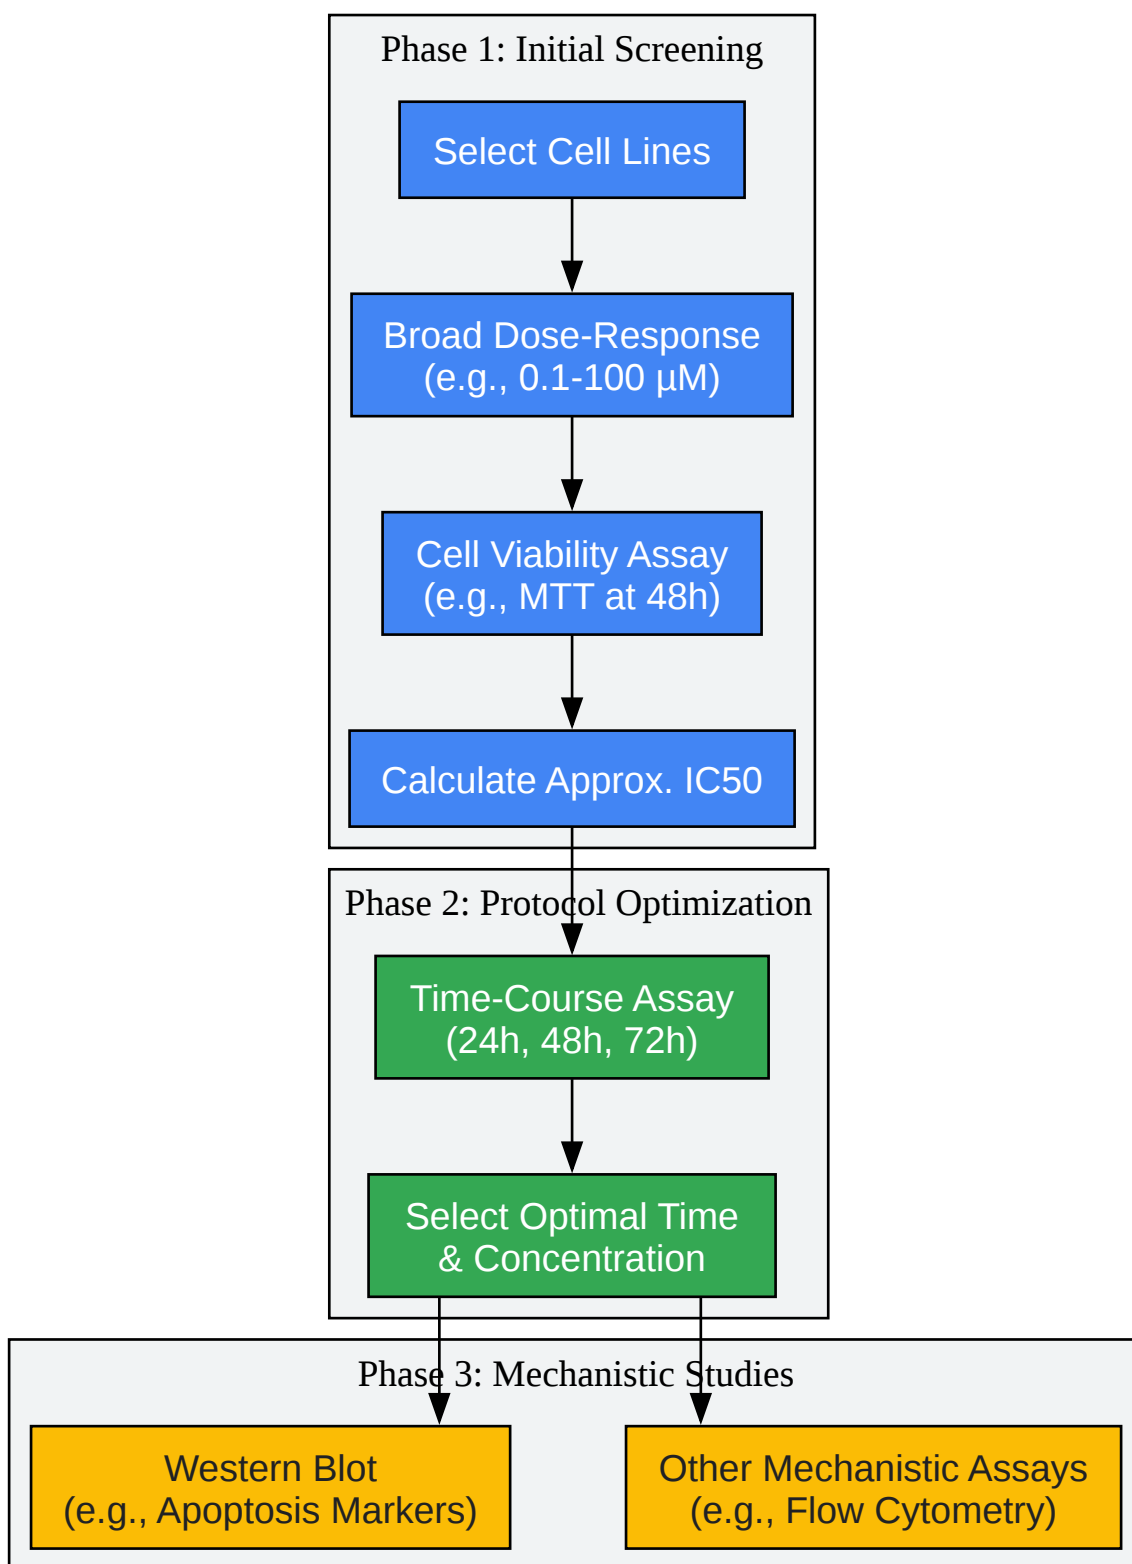 Phase 1: Initial Screening
Select Cell Lines
Broad Dose-Response
(e.g., 0.1-100 µM)
Cell Viability Assay
(e.g., MTT at 48h)
Calculate Approx. IC50
Phase 2: Protocol Optimization
Time-Course Assay
(24h, 48h, 72h)
Select Optimal Time
& Concentration
Phase 3: Mechanistic Studies
Western Blot
(e.g., Apoptosis Markers)
Other Mechanistic Assays
(e.g., Flow Cytometry)